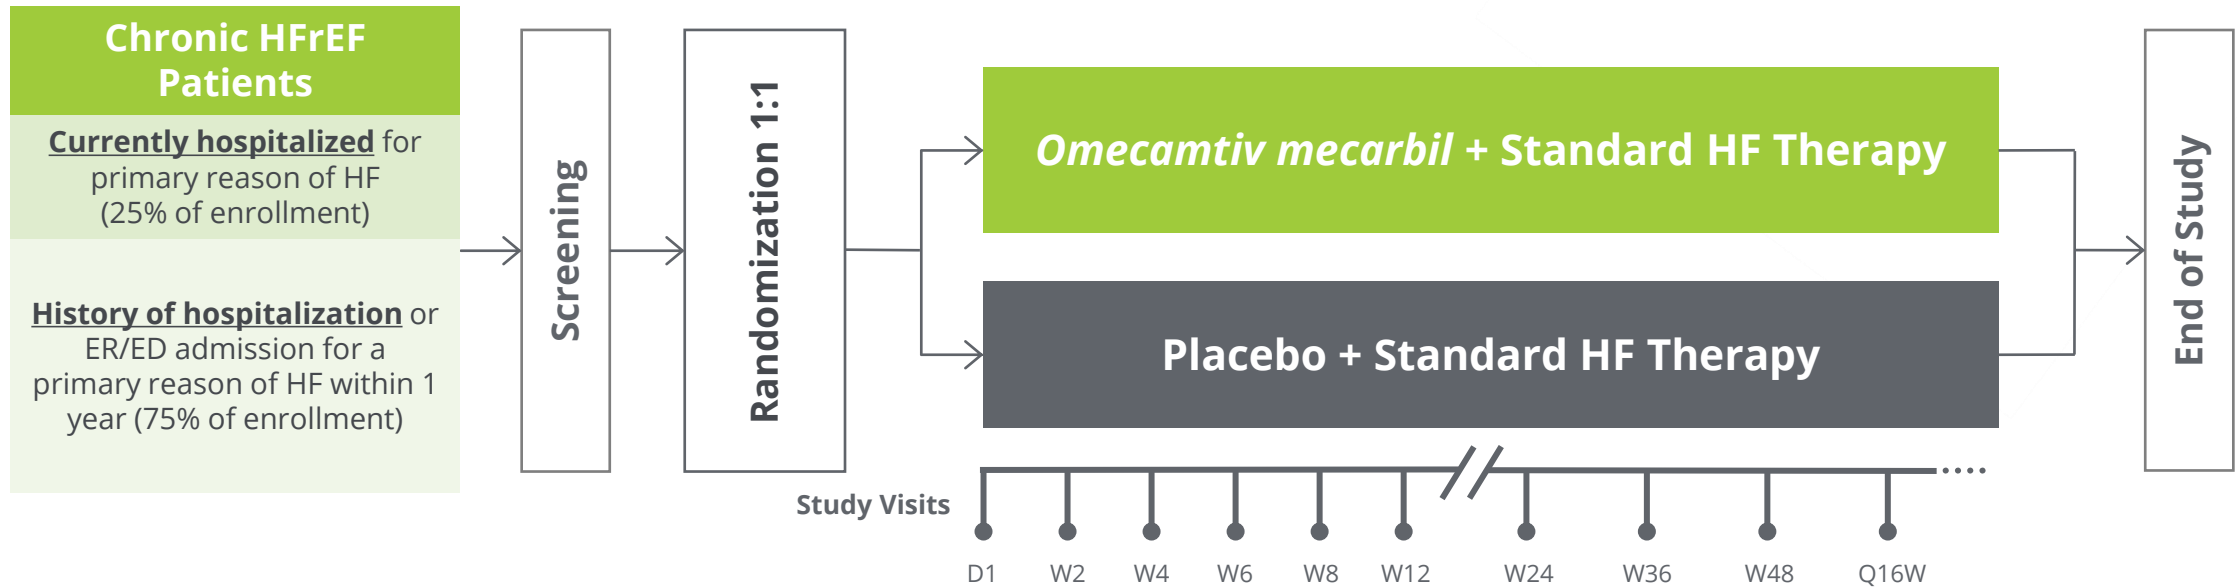 Chronic HFrEF
Patients
Currently hospitalized for
primary reason of HF
(25% of enrollment)
History of hospitalization or
ER/ED admission for a
primary reason of HF within 1
year (75% of enrollment)
Screening
Randomization 1:1
Omecamtiv mecarbil + Standard HF Therapy
Placebo + Standard HF Therapy
End of Study
Study Visits
D1 W2 W4 W6 W8 W12 W24 W36 W48 Q16W